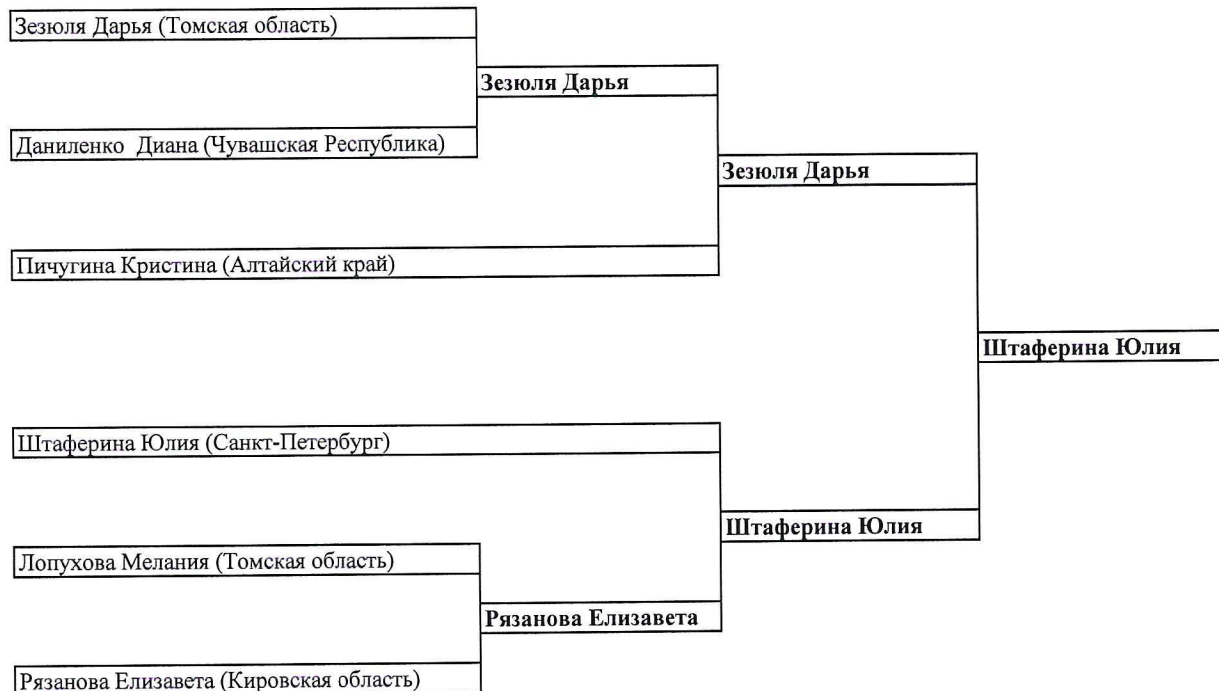 Зезюля Дарья (Томская область)
Зезюля Дарья
Даниленко Диана (Чувашская Республика)
Зезюля Дарья
Пичугина Кристина (Алтайский край)
Штаферина Юлия
Штаферина Юлия (Санкт-Петербург)
Штаферина Юлия
Лопухова Мелания (Томская область)
Рязанова Елизавета
Рязанова Елизавета (Кировская область)